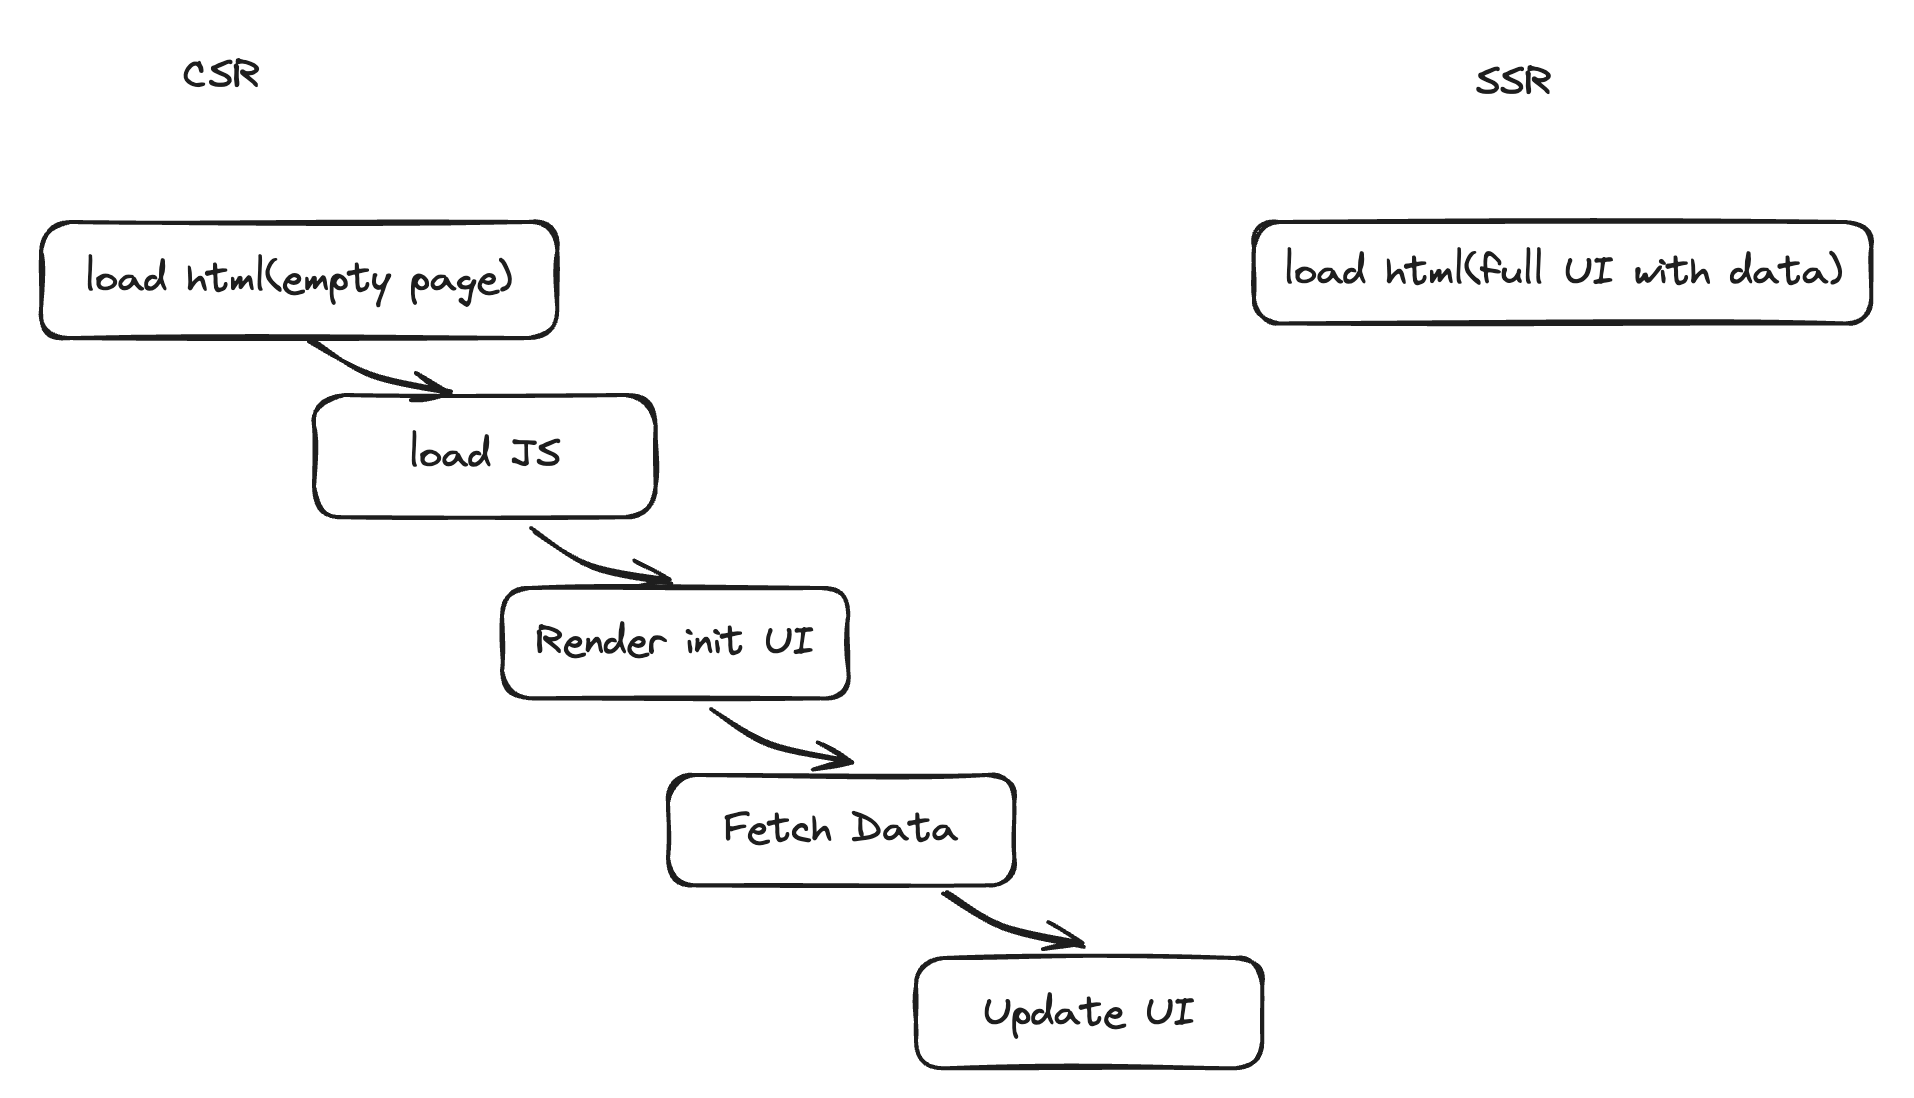 CSR
SSR
load html(empty page)
load html(full UI with data)
load JS
Render init UI
Fetch Data
Update UI